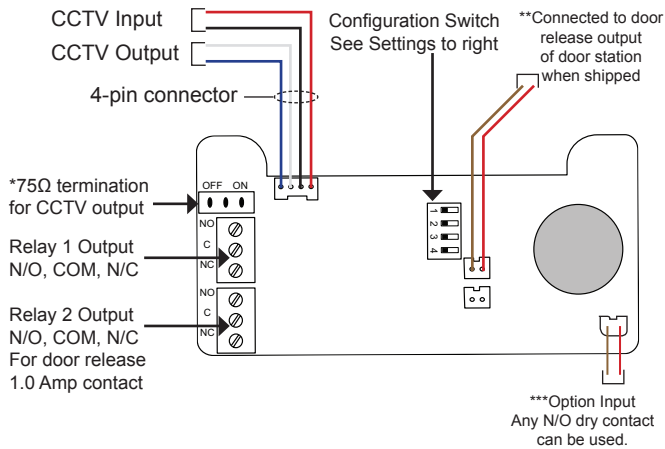 CCTV Input
CCTV Output
4-pin connector
Configuration Switch
See Settings to right
**Connected to door
release output
of door station
when shipped
*75Ω termination
for CCTV output
OFF ON
NO
C
NC
Relay 1 Output
N/O, COM, N/C
NO
C
NC
Relay 2 Output
N/O, COM, N/C
For door release
1.0 Amp contact
1
2
3
4
***Option Input
Any N/O dry contact
can be used.